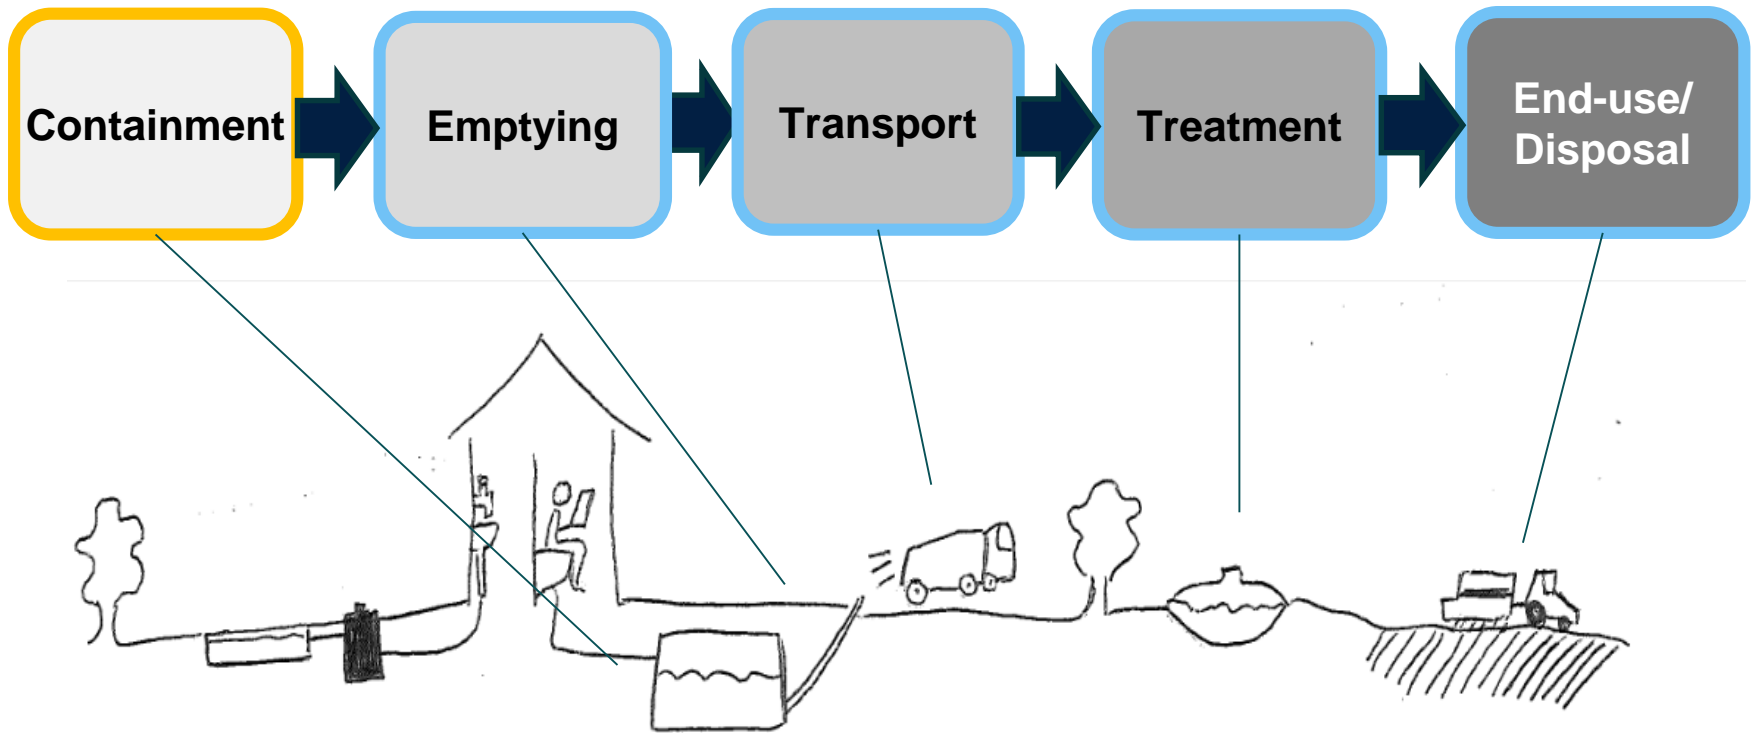 Containment
Emptying
Transport
Treatment
End-use/
Disposal